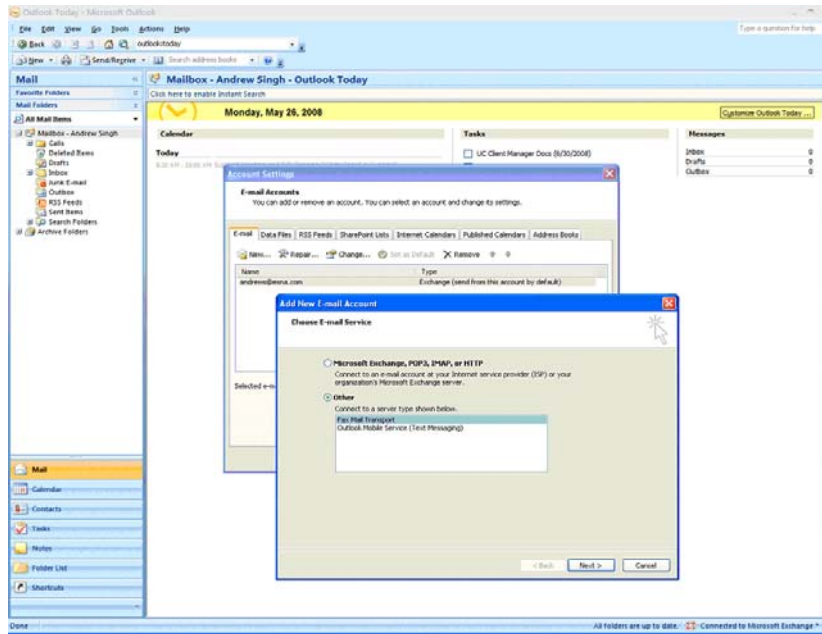 Outlook Today - Microsoft Outlook
File Edit View Go Tools Actions Help
Type a question for help
Back outlook:today
New Send/Receive Search address books
Mail
Mailbox - Andrew Singh - Outlook Today
Favorite Folders
Click here to enable Instant Search
Mail Folders
All Mail Items
Monday, May 26, 2008
Customize Outlook Today ...
Mailbox - Andrew Singh
Calls
Deleted Items
Drafts
Inbox
Junk E-mail
Outbox
RSS Feeds
Sent Items
Search Folders
Archive Folders
Calendar
Today
Tasks
UC Client Manager Docs (6/30/2008)
Messages
Inbox 0
Drafts 0
Outbox 0
Account Settings
E-mail Accounts
You can add or remove an account. You can select an account and change its settings.
E-mail Data Files RSS Feeds SharePoint Lists Internet Calendars Published Calendars Address Books
New... Repair... Change... Set as Default Remove
Name Type
andrews@esna.com Exchange (send from this account by default)
Selected e-m
Add New E-mail Account
Choose E-mail Service
Microsoft Exchange, POP3, IMAP, or HTTP
Connect to an e-mail account at your Internet service provider (ISP) or your
organization's Microsoft Exchange server.
Other
Connect to a server type shown below.
Fax Mail Transport
Outlook Mobile Service (Text Messaging)
< Back Next > Cancel
Mail
Calendar
Contacts
Tasks
Notes
Folder List
Shortcuts
Done
All folders are up to date. Connected to Microsoft Exchange